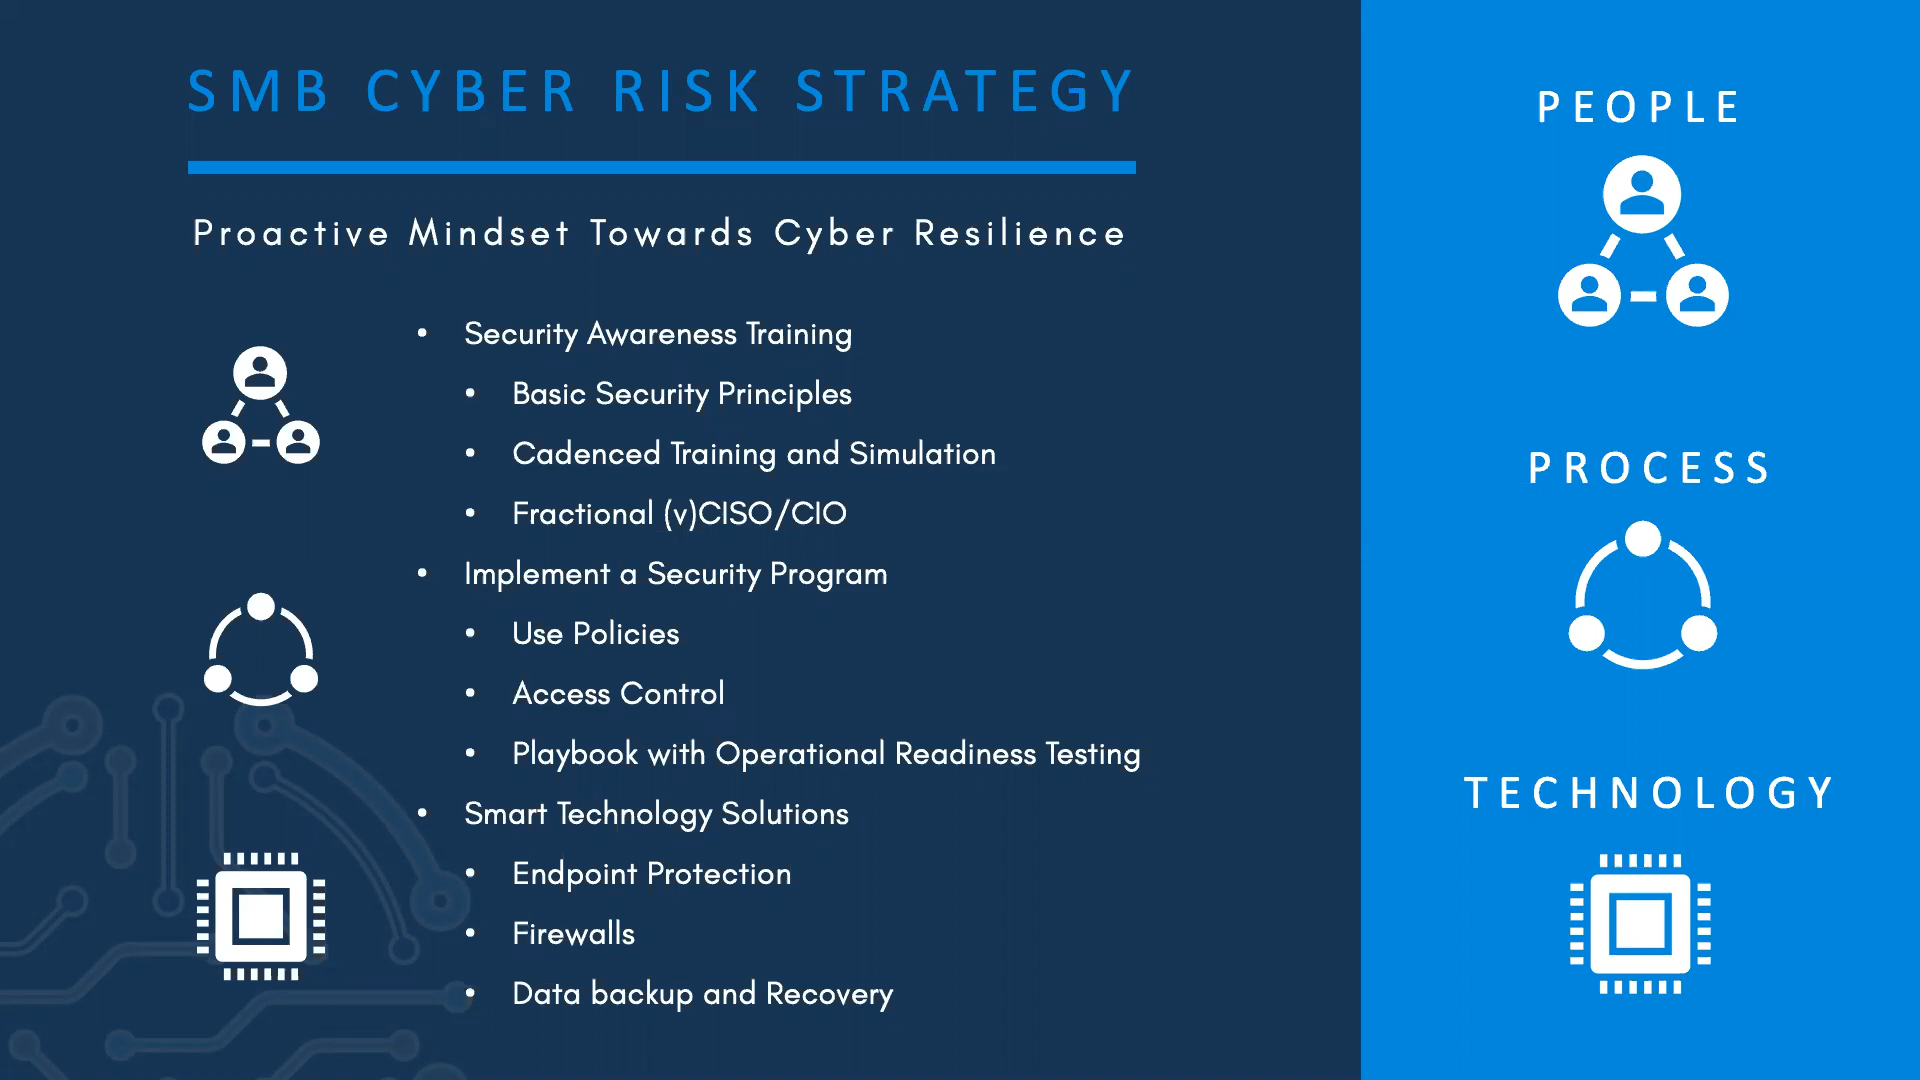 SMB CYBER RISK STRATEGY
Proactive Mindset Towards Cyber Resilience
• Security Awareness Training
• Basic Security Principles
• Cadenced Training and Simulation
• Fractional (v)CISO/CIO
• Implement a Security Program
• Use Policies
• Access Control
• Playbook with Operational Readiness Testing
• Smart Technology Solutions
• Endpoint Protection
• Firewalls
• Data backup and Recovery
PEOPLE
PROCESS
TECHNOLOGY